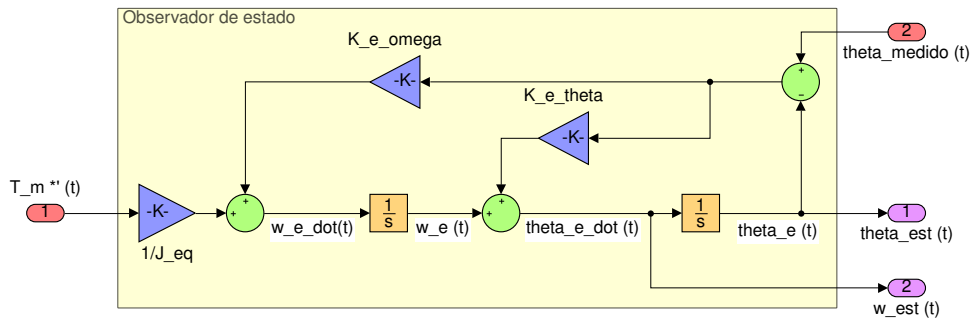 Observador de estado
2
theta_medido (t)
K_e_omega
-K-
+
−
K_e_theta
-K-
T_m *' (t)
1
-K-
1/J_eq
+
+
w_e_dot(t)
1
s
w_e (t)
+
+
theta_e_dot (t)
1
s
theta_e (t)
1
theta_est (t)
2
w_est (t)